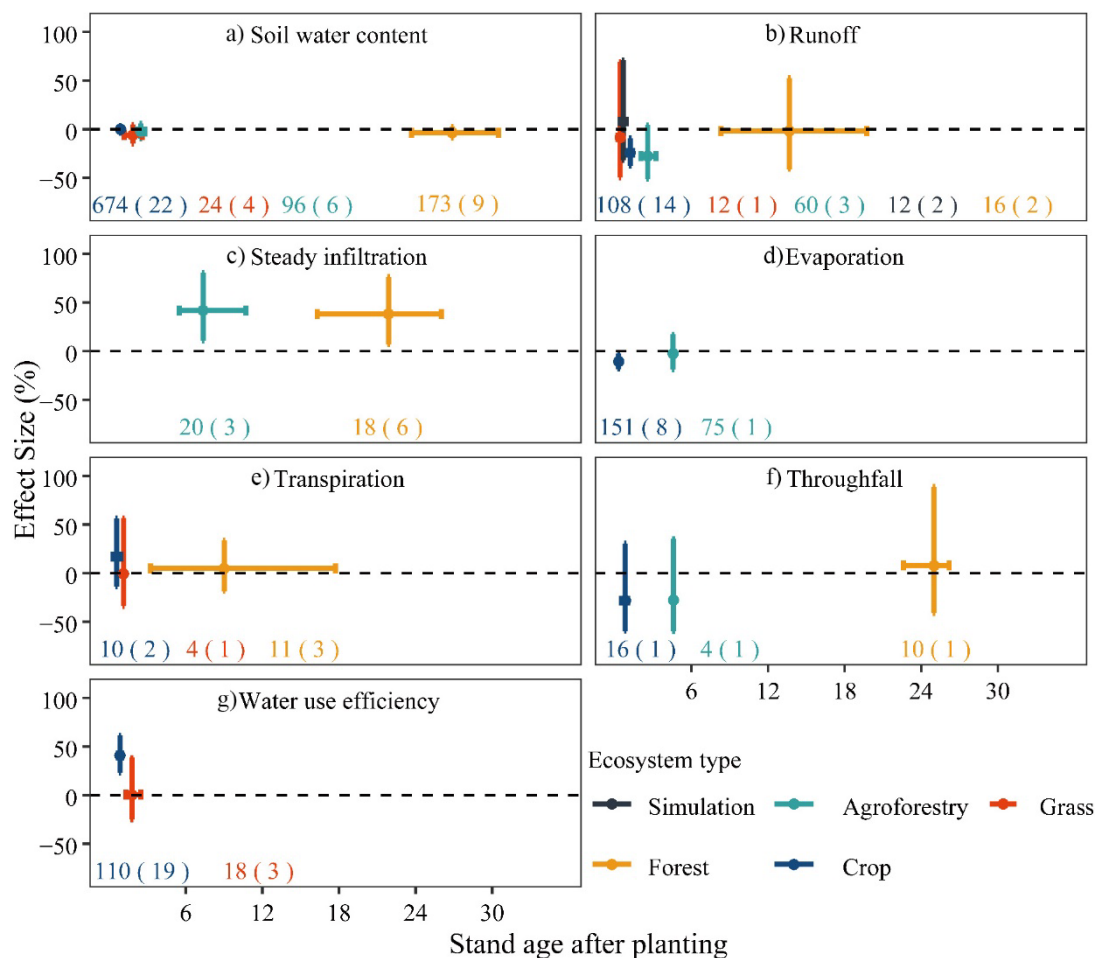 a) Soil water content
b) Runoff
100
50
0
−50
674 ( 22 ) 24 ( 4 ) 96 ( 6 ) 173 ( 9 )
108 ( 14 ) 12 ( 1 ) 60 ( 3 ) 12 ( 2 ) 16 ( 2 )
c) Steady infiltration
d) Evaporation
100
50
0
−50
20 ( 3 ) 18 ( 6 )
151 ( 8 ) 75 ( 1 )
Effect Size (%)
e) Transpiration
f) Throughfall
100
50
0
−50
10 ( 2 ) 4 ( 1 ) 11 ( 3 )
16 ( 1 ) 4 ( 1 ) 10 ( 1 )
6 12 18 24 30
g) Water use efficiency
100
50
0
−50
110 ( 19 ) 18 ( 3 )
6 12 18 24 30
Stand age after planting
Ecosystem type
Simulation Agroforestry Grass
Forest Crop